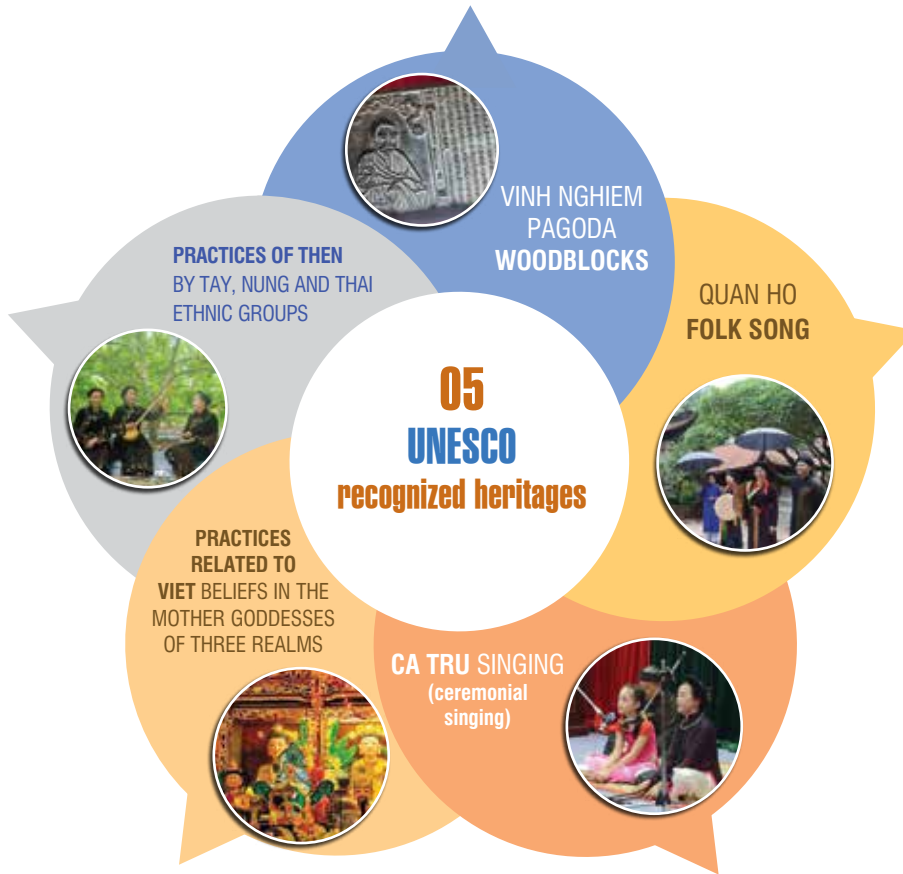 VINH NGHIEM
PAGODA
WOODBLOCKS
QUAN HO
FOLK SONG
CA TRU SINGING
(ceremonial
singing)
PRACTICES
RELATED TO
VIET BELIEFS IN THE
MOTHER GODDESSES
OF THREE REALMS
PRACTICES OF THEN
BY TAY, NUNG AND THAI
ETHNIC GROUPS
05
UNESCO
recognized heritages